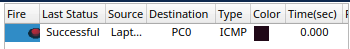 Fire Last Status Source Destination Type Color Time(sec)
Successful Lapt... PC0 ICMP 0.000